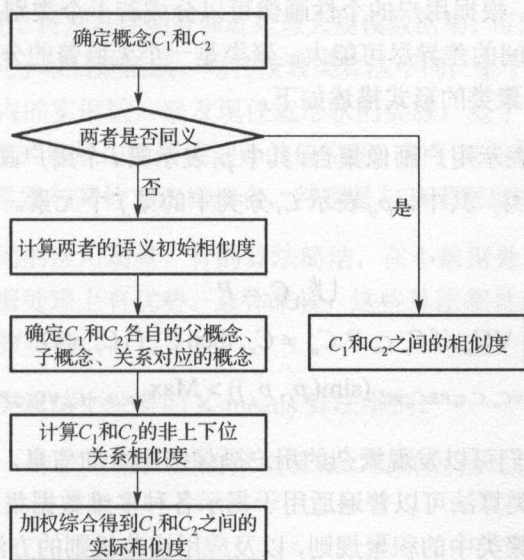 确定概念C₁和C₂
两者是否同义
否
是
计算两者的语义初始相似度
确定C₁和C₂各自的父概念、
子概念、关系对应的概念
C₁和C₂之间的相似度
计算C₁和C₂的非上下位
关系相似度
加权综合得到C₁和C₂之间的
实际相似度